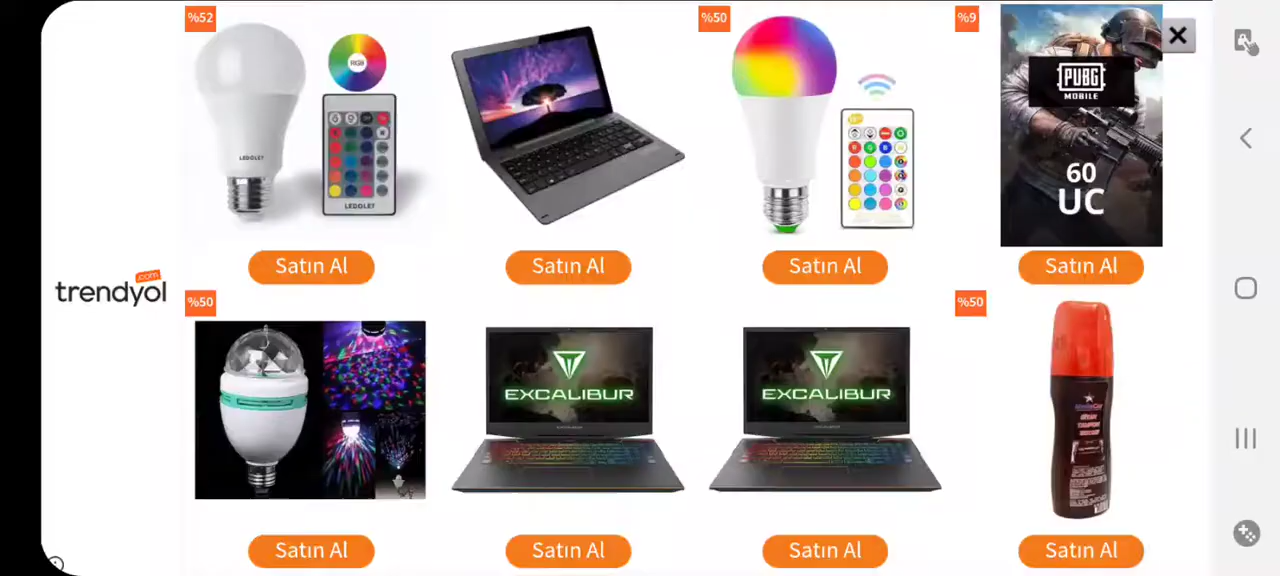 %52
RGB
LEDOLET
LEDOLET
Satın Al
Satın Al
%50
Satın Al
%9
PUBG
MOBILE
60
UC
Satın Al
trendyol
.com
%50
Satın Al
EXCALIBUR
Satın Al
EXCALIBUR
Satın Al
%50
Satın Al